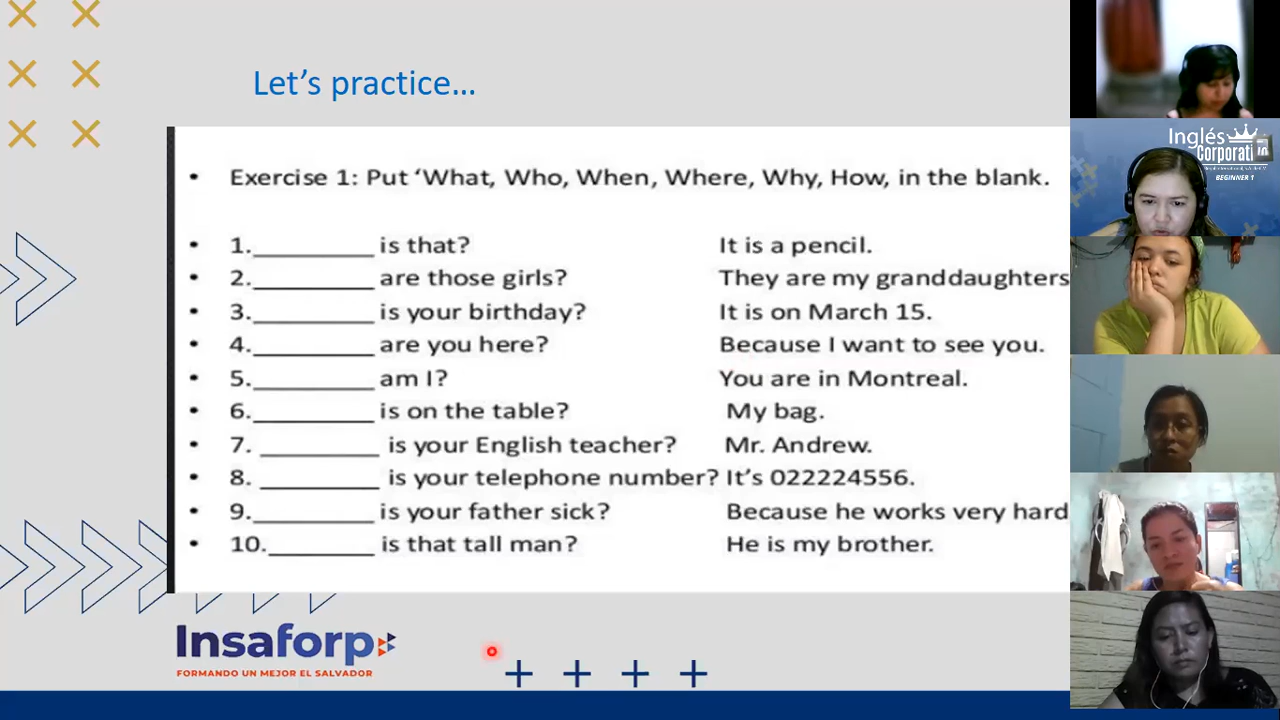 Let's practice...
• Exercise 1: Put ‘What, Who, When, Where, Why, How, in the blank.
• 1.__________ is that? It is a pencil.
• 2.__________ are those girls? They are my granddaughters
• 3.__________ is your birthday? It is on March 15.
• 4.__________ are you here? Because I want to see you.
• 5.__________ am I? You are in Montreal.
• 6.__________ is on the table? My bag.
• 7. __________ is your English teacher? Mr. Andrew.
• 8. __________ is your telephone number? It's 022224556.
• 9.__________ is your father sick? Because he works very hard
• 10._________ is that tall man? He is my brother.
Insaforp
FORMANDO UN MEJOR EL SALVADOR
Inglés
Corporati
BEGINNER 1